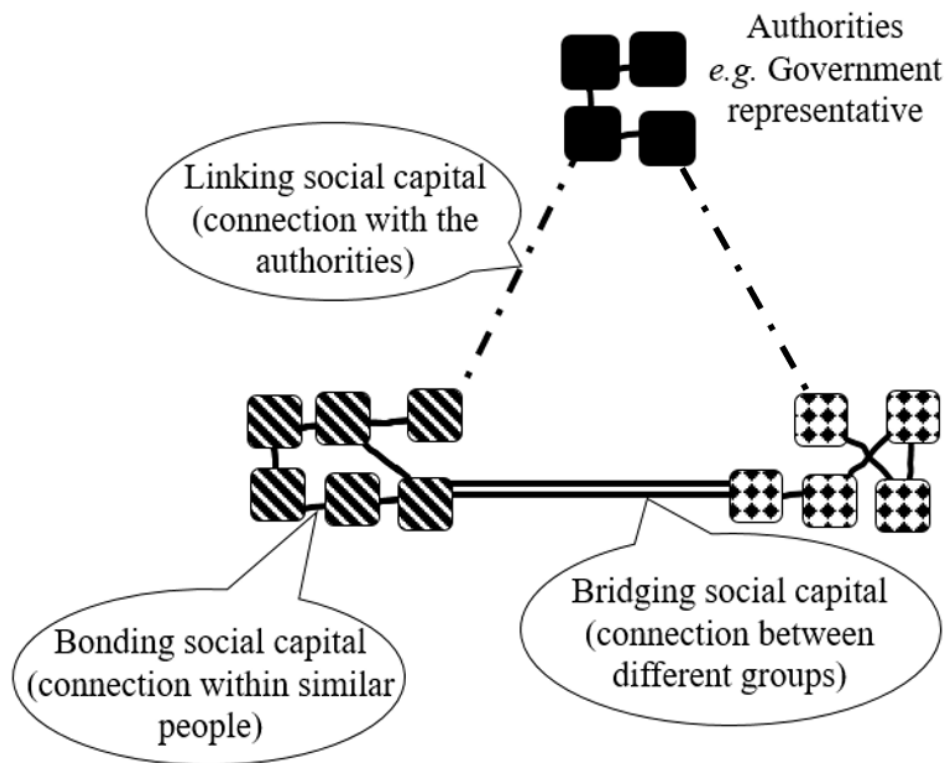 Authorities
e.g. Government
representative
Linking social capital
(connection with the
authorities)
Bridging social capital
(connection between
different groups)
Bonding social capital
(connection within similar
people)